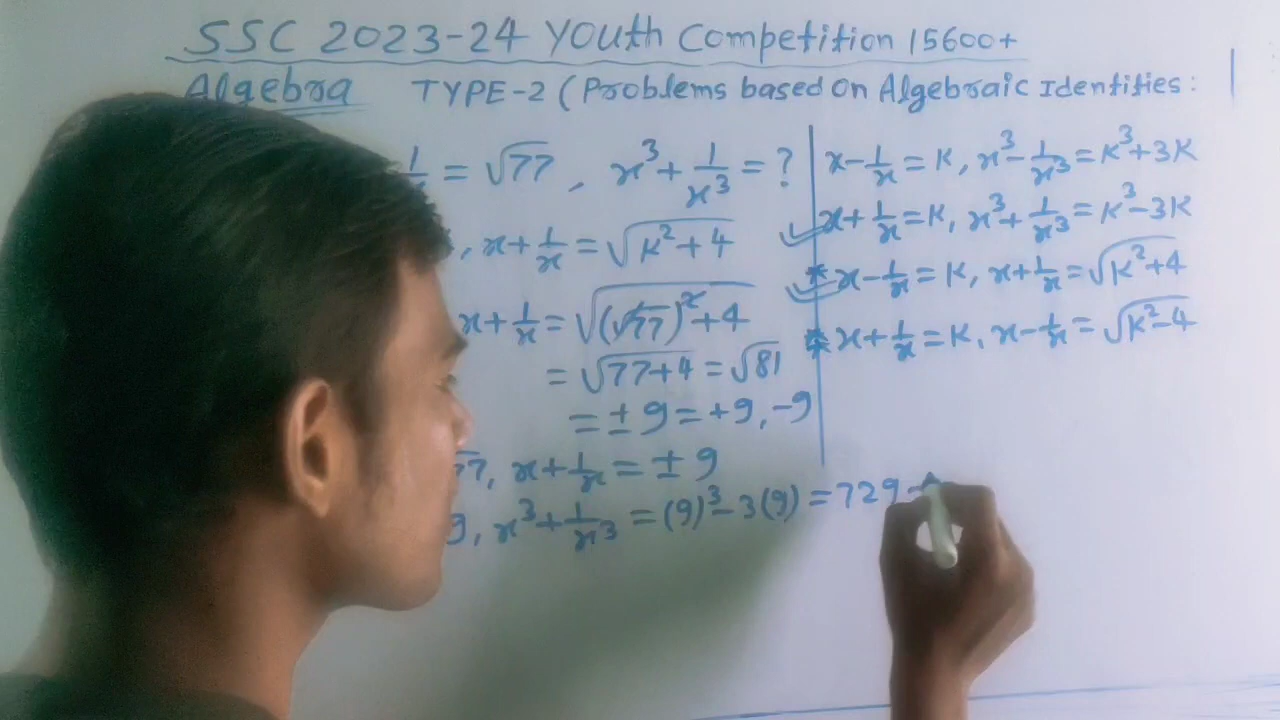 SSC 2023-24 Youth Competition 15600+
Algebra TYPE-2 (Problems based on Algebraic Identities:
1/x = √77, x³+1/x³ = ?
, x+1/x = √(K²+4)
x+1/x = √((√77)²+4)
= √(77+4) = √81
= ±9 = +9, -9
77, x+1/x = ±9
9, x³+1/x³ = (9)³-3(9) = 729-
x-1/x = K, x³-1/x³ = K³+3K
x+1/x = K, x³+1/x³ = K³-3K
* x-1/x = K, x+1/x = √(K²+4)
* x+1/x = K, x-1/x = √(K²-4)